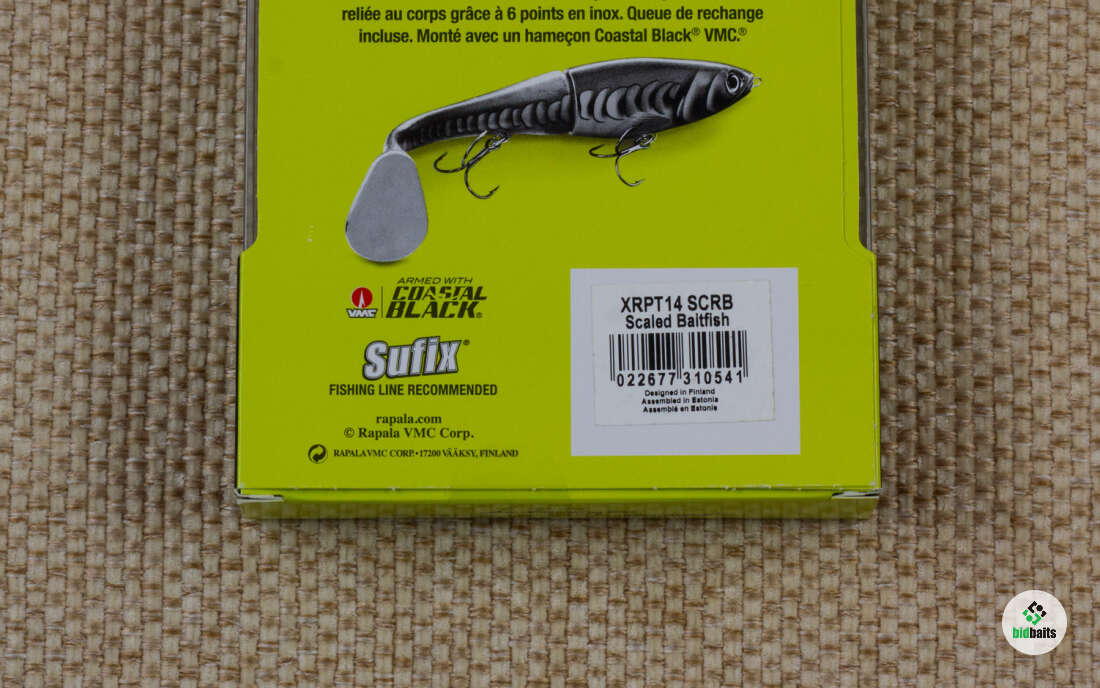 reliée au corps grâce à 6 points en inox. Queue de rechange
incluse. Monté avec un hameçon Coastal Black® VMC.®
VMC
ARMED WITH
COASTAL
BLACK®
Sufix®
FISHING LINE RECOMMENDED
rapala.com
© Rapala VMC Corp.
RAPALA VMC CORP. • 17200 VÄÄKSY, FINLAND
XRPT14 SCRB
Scaled Baitfish
022677 310541
Designed in Finland
Assembled in Estonia
Assemblé en Estonie
bidbaits